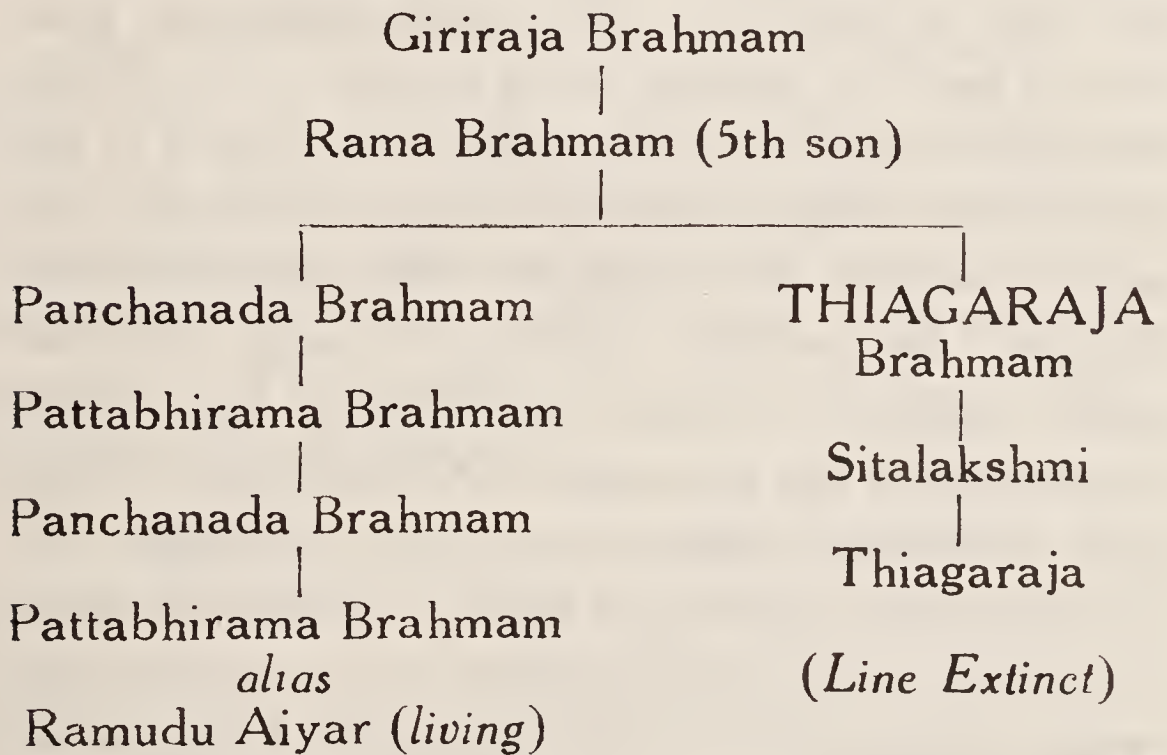 Giriraja Brahmam
Rama Brahmam (5th son)
Panchanada Brahmam
Pattabhirama Brahmam
Panchanada Brahmam
Pattabhirama Brahmam
alias
Ramudu Aiyar (living)
THIAGARAJA
Brahmam
Sitalakshmi
Thiagaraja
(Line Extinct)